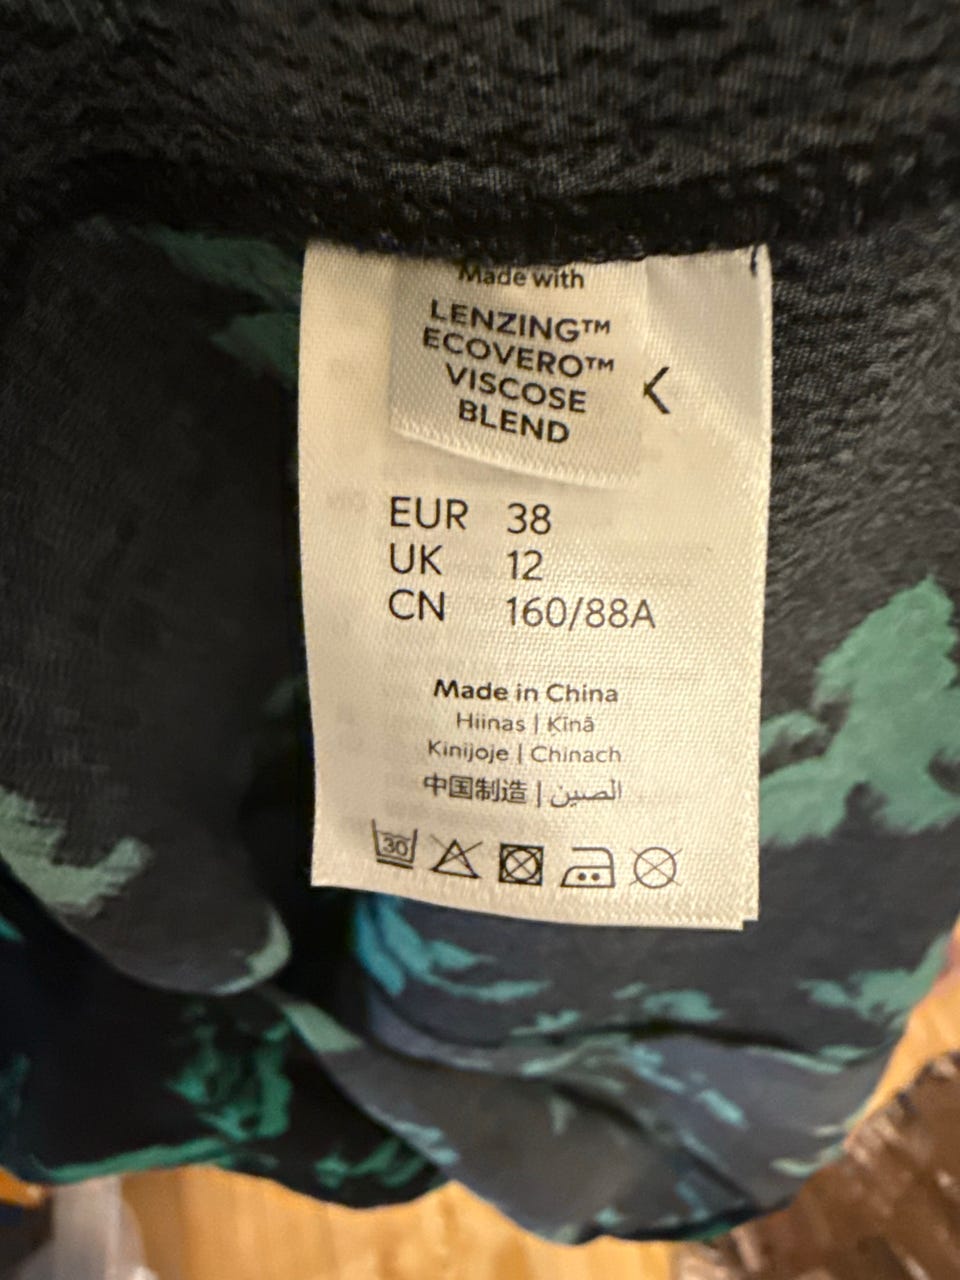 Made with
LENZING™
ECOVERO™
VISCOSE
BLEND
<
EUR 38
UK 12
CN 160/88A
Made in China
Hiinas | Ķīnā
Kinijoje | Chinach
中国制造 | الصين
30